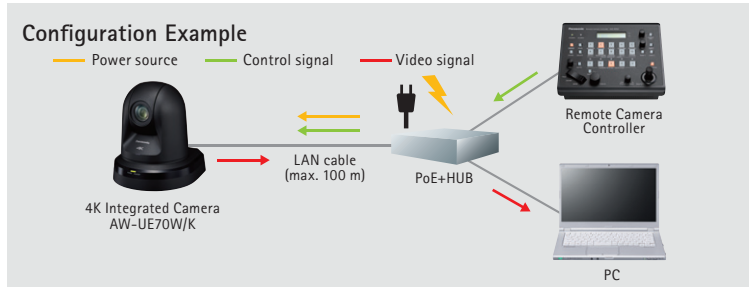 Configuration Example
Power source
Control signal
Video signal
Panasonic
Remote Camera
Controller
LAN cable
(max. 100 m)
PoE+HUB
4K Integrated Camera
AW-UE70W/K
PC